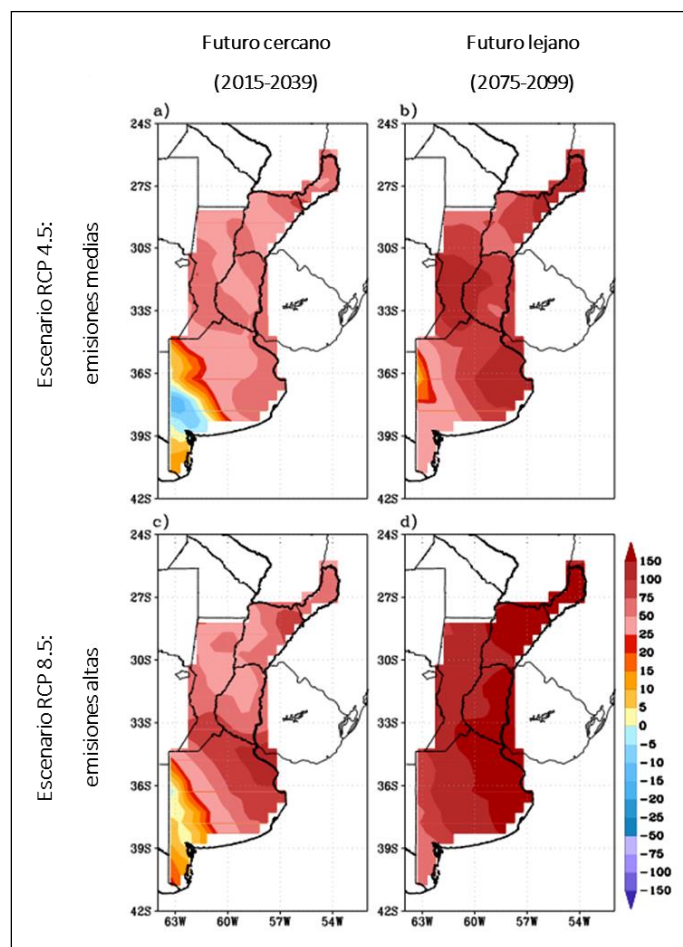 Futuro cercano
(2015-2039)
Futuro lejano
(2075-2099)
Escenario RCP 4.5:
emisiones medias
a)
24S
27S
30S
33S
36S
39S
42S
b)
24S
27S
30S
33S
36S
39S
42S
Escenario RCP 8.5:
emisiones altas
c)
24S
27S
30S
33S
36S
39S
42S
63W
60W
57W
54W
d)
24S
27S
30S
33S
36S
39S
42S
63W
60W
57W
54W
150
100
75
50
25
20
15
10
5
0
-5
-10
-15
-20
-25
-50
-75
-100
-150